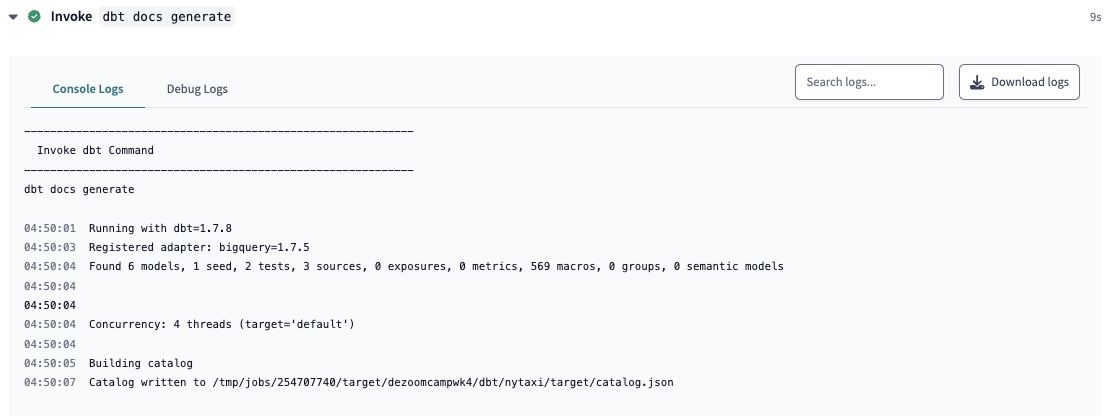 Invoke dbt docs generate 9s
Console Logs Debug Logs Search logs... Download logs
------------------------------------------------------------
Invoke dbt Command
------------------------------------------------------------
dbt docs generate
04:50:01 Running with dbt=1.7.8
04:50:03 Registered adapter: bigquery=1.7.5
04:50:04 Found 6 models, 1 seed, 2 tests, 3 sources, 0 exposures, 0 metrics, 569 macros, 0 groups, 0 semantic models
04:50:04
04:50:04
04:50:04 Concurrency: 4 threads (target='default')
04:50:04
04:50:05 Building catalog
04:50:07 Catalog written to /tmp/jobs/254707740/target/dezoomcampwk4/dbt/nytaxi/target/catalog.json